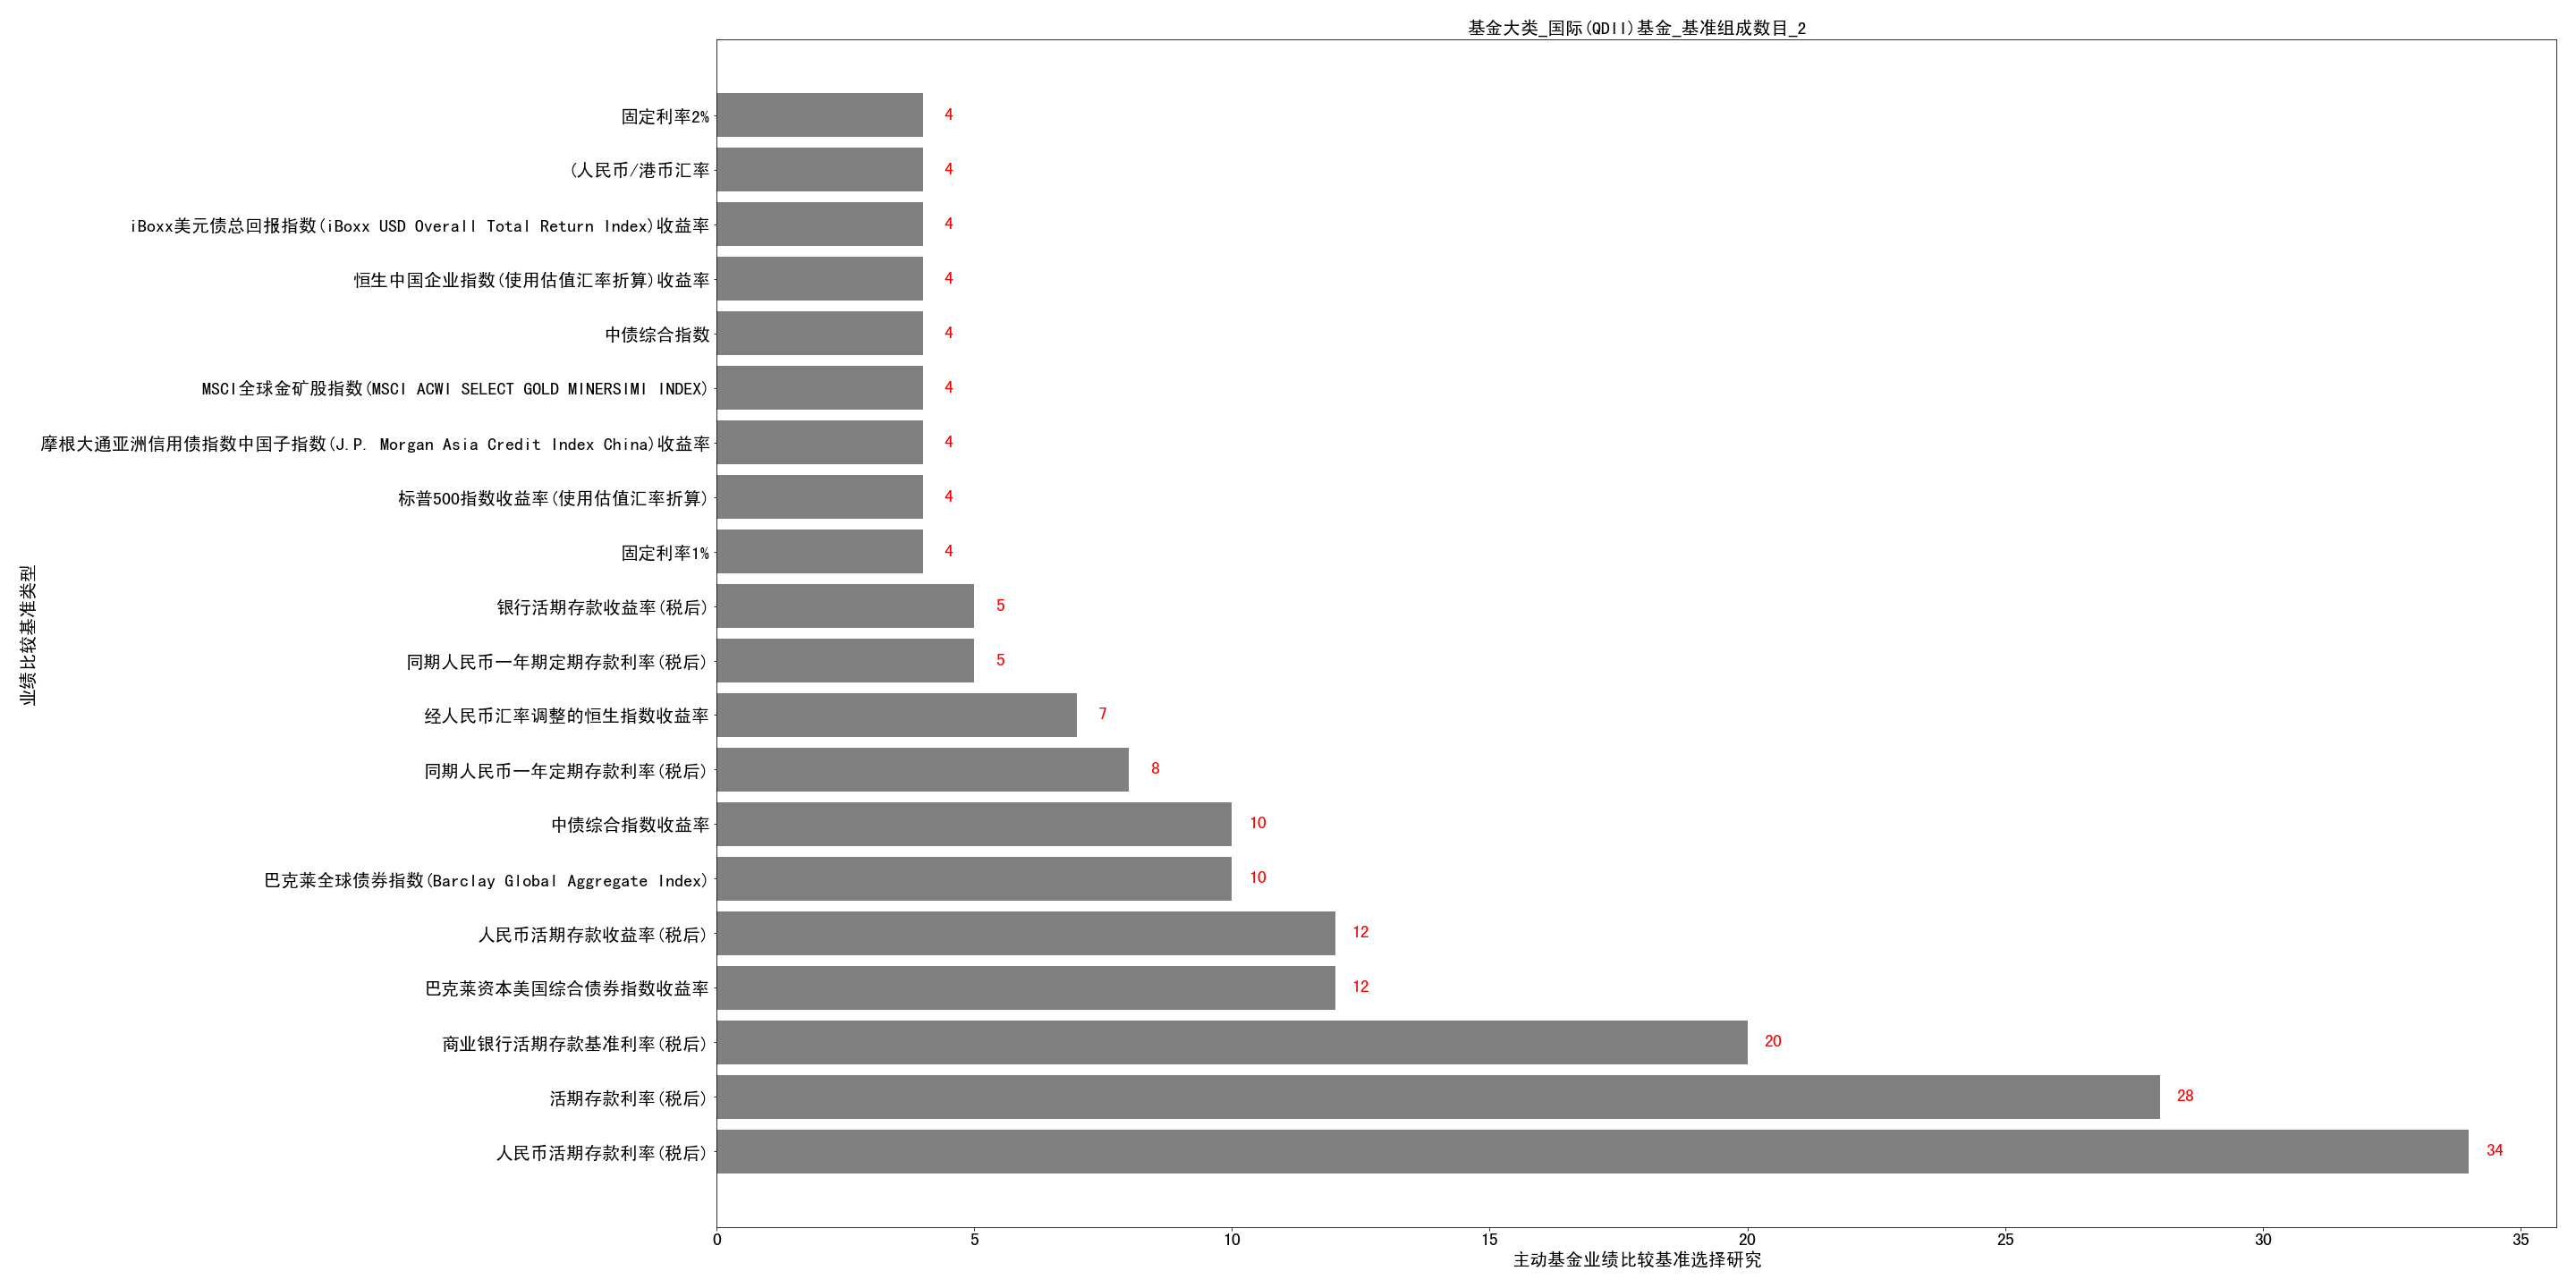 基金大类_国际(QDII)基金_基准组成数目_2
固定利率2%
4
(人民币/港币汇率
4
iBoxx美元债总回报指数(iBoxx USD Overall Total Return Index)收益率
4
恒生中国企业指数(使用估值汇率折算)收益率
4
中债综合指数
4
MSCI全球金矿股指数(MSCI ACWI SELECT GOLD MINERSIMI INDEX)
4
摩根大通亚洲信用债指数中国子指数(J.P. Morgan Asia Credit Index China)收益率
4
标普500指数收益率(使用估值汇率折算)
4
固定利率1%
4
银行活期存款收益率(税后)
5
同期人民币一年期定期存款利率(税后)
5
经人民币汇率调整的恒生指数收益率
7
同期人民币一年定期存款利率(税后)
8
中债综合指数收益率
10
巴克莱全球债券指数(Barclay Global Aggregate Index)
10
人民币活期存款收益率(税后)
12
巴克莱资本美国综合债券指数收益率
12
商业银行活期存款基准利率(税后)
20
活期存款利率(税后)
28
人民币活期存款利率(税后)
34
业绩比较基准类型
0 5 10 15 20 25 30 35
主动基金业绩比较基准选择研究